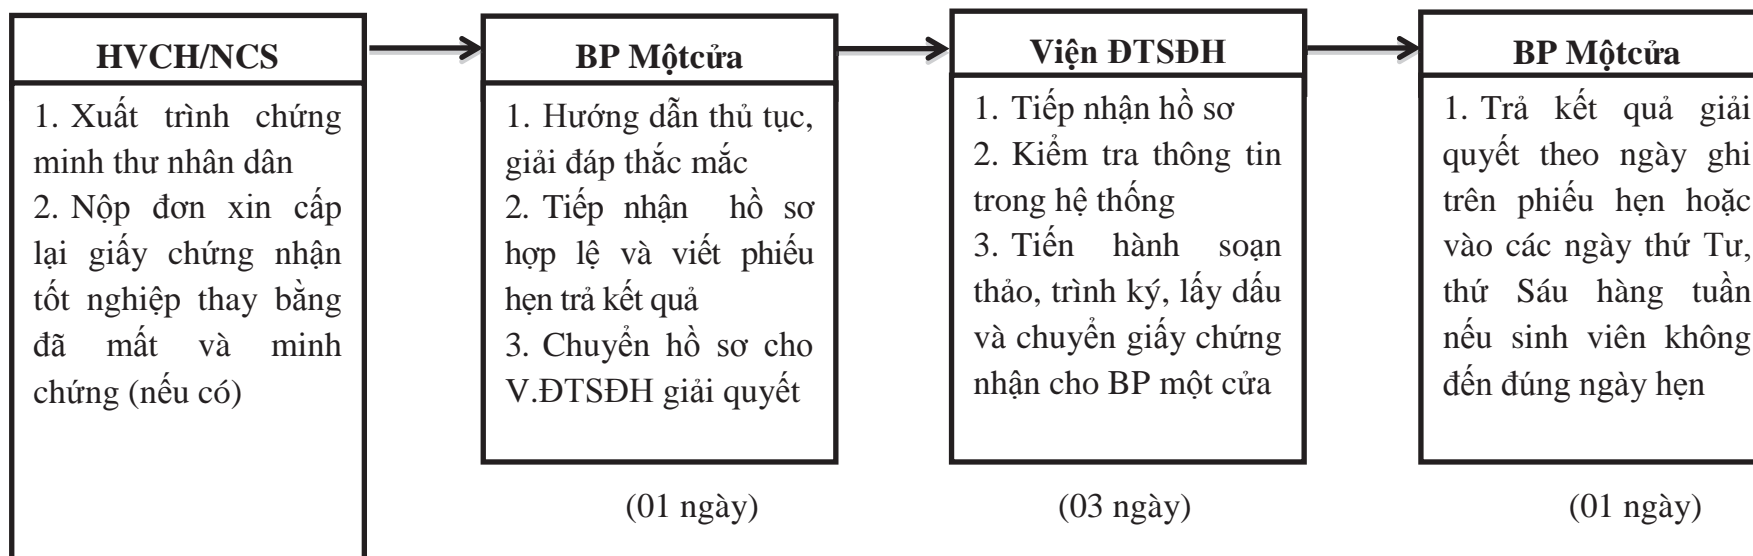 HVCH/NCS
1. Xuất trình chứng
minh thư nhân dân
2. Nộp đơn xin cấp
lại giấy chứng nhận
tốt nghiệp thay bằng
đã mất và minh
chứng (nếu có)
BP Mộtcửa
1. Hướng dẫn thủ tục,
giải đáp thắc mắc
2. Tiếp nhận hồ sơ
hợp lệ và viết phiếu
hẹn trả kết quả
3. Chuyển hồ sơ cho
V.ĐTSĐH giải quyết
(01 ngày)
Viện ĐTSĐH
1. Tiếp nhận hồ sơ
2. Kiểm tra thông tin
trong hệ thống
3. Tiến hành soạn
thảo, trình ký, lấy dấu
và chuyển giấy chứng
nhận cho BP một cửa
(03 ngày)
BP Mộtcửa
1. Trả kết quả giải
quyết theo ngày ghi
trên phiếu hẹn hoặc
vào các ngày thứ Tư,
thứ Sáu hàng tuần
nếu sinh viên không
đến đúng ngày hẹn
(01 ngày)